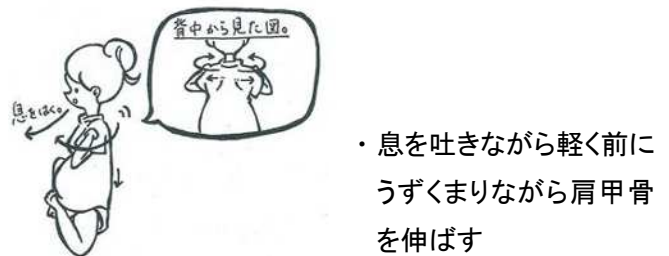 背中から見た図。
息をはく。
・息を吐きながら軽く前に
うずくまりながら肩甲骨
を伸ばす